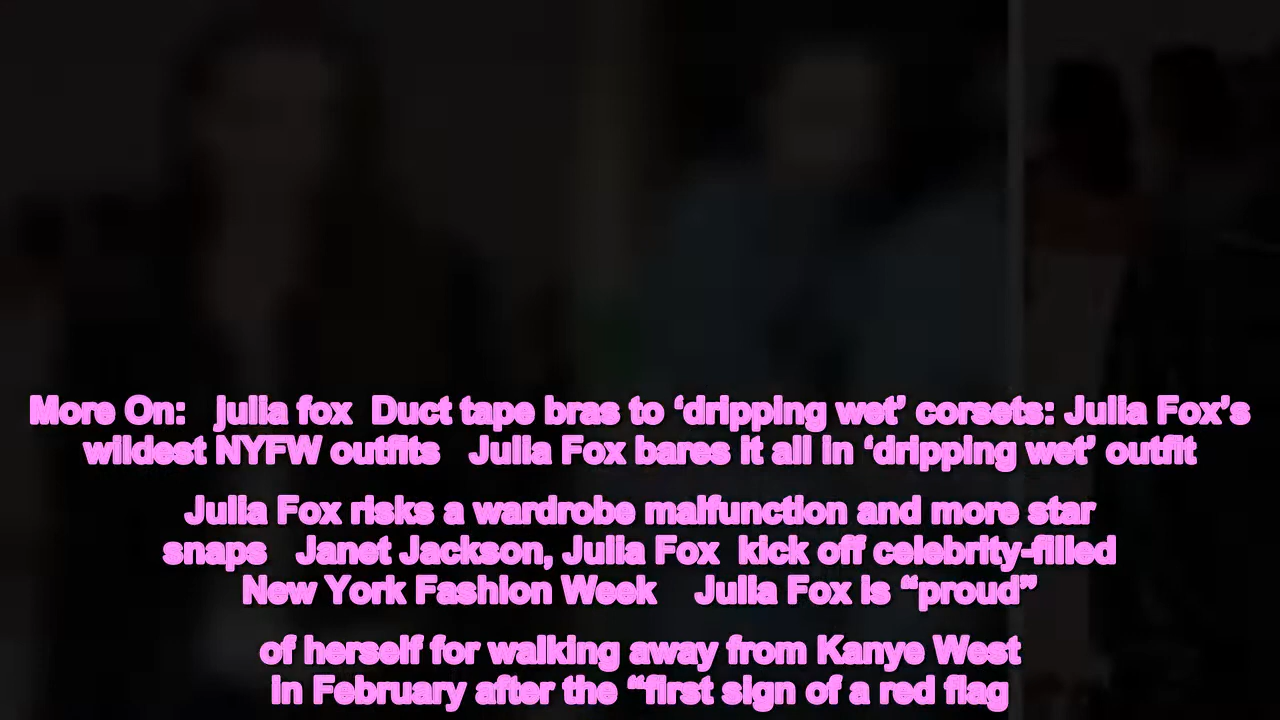 More On: julia fox Duct tape bras to ‘dripping wet’ corsets: Julia Fox’s
wildest NYFW outfits Julia Fox bares it all in ‘dripping wet’ outfit
Julia Fox risks a wardrobe malfunction and more star
snaps Janet Jackson, Julia Fox kick off celebrity-filled
New York Fashion Week Julia Fox is “proud”
of herself for walking away from Kanye West
in February after the “first sign of a red flag